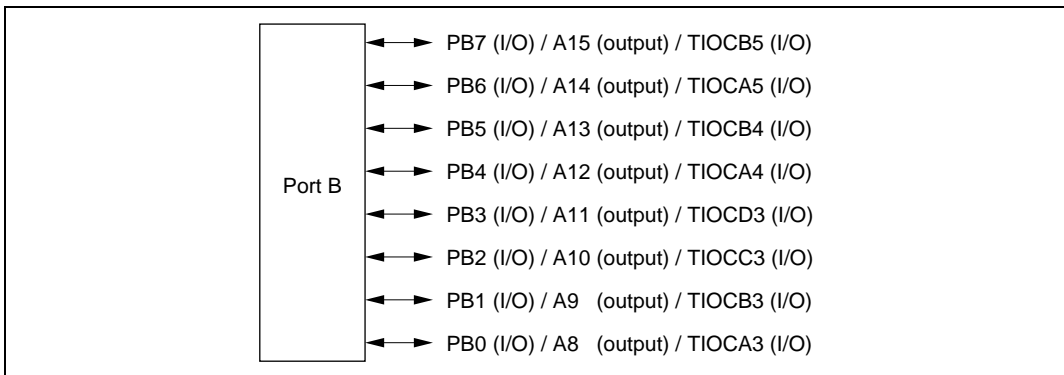 PB7 (I/O) / A15 (output) / TIOCB5 (I/O)
PB6 (I/O) / A14 (output) / TIOCA5 (I/O)
PB5 (I/O) / A13 (output) / TIOCB4 (I/O)
PB4 (I/O) / A12 (output) / TIOCA4 (I/O)
Port B
PB3 (I/O) / A11 (output) / TIOCD3 (I/O)
PB2 (I/O) / A10 (output) / TIOCC3 (I/O)
PB1 (I/O) / A9 (output) / TIOCB3 (I/O)
PB0 (I/O) / A8 (output) / TIOCA3 (I/O)